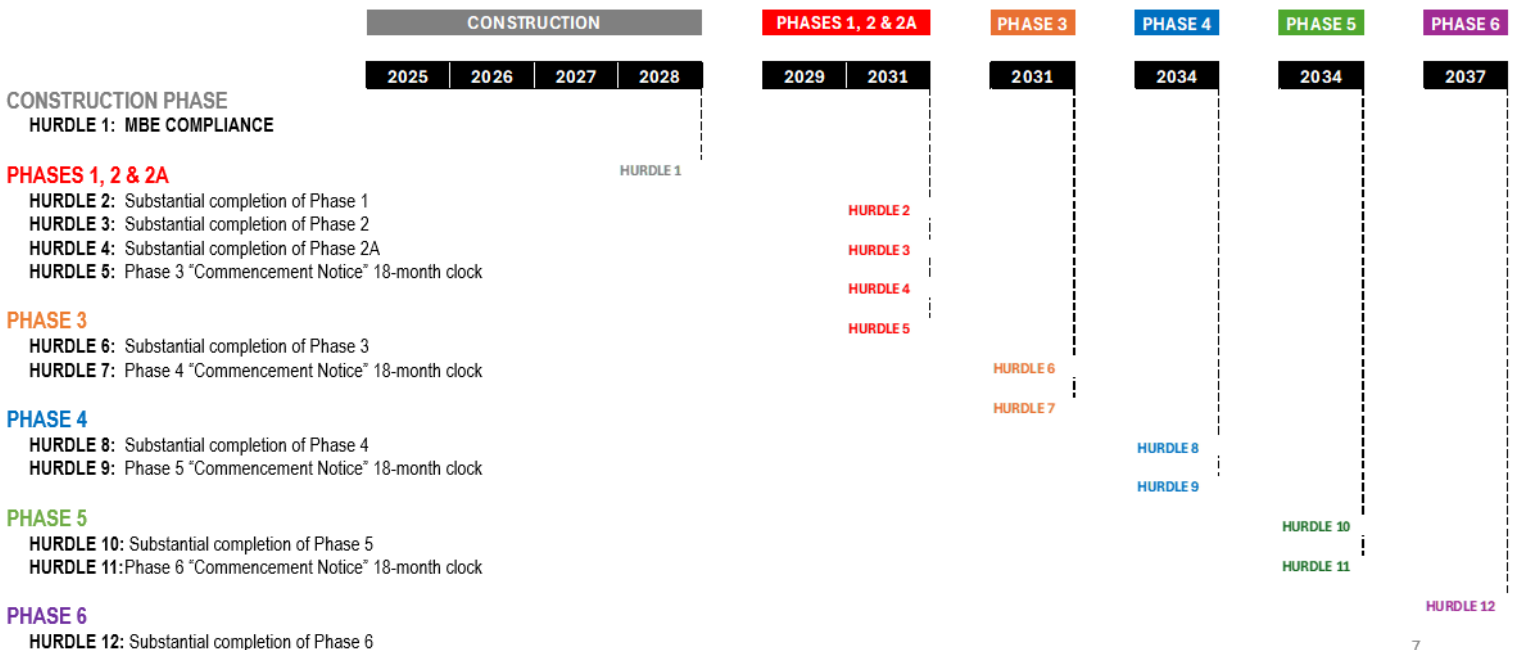 CONSTRUCTION PHASES 1, 2 & 2A PHASE 3 PHASE 4 PHASE 5 PHASE 6
2025 2026 2027 2028 2029 2031 2031 2034 2034 2037
CONSTRUCTION PHASE
HURDLE 1: MBE COMPLIANCE
HURDLE 1
PHASES 1, 2 & 2A
HURDLE 2: Substantial completion of Phase 1
HURDLE 2
HURDLE 3: Substantial completion of Phase 2
HURDLE 4: Substantial completion of Phase 2A
HURDLE 3
HURDLE 5: Phase 3 “Commencement Notice” 18-month clock
HURDLE 4
PHASE 3
HURDLE 5
HURDLE 6: Substantial completion of Phase 3
HURDLE 7: Phase 4 “Commencement Notice” 18-month clock
HURDLE 6
HURDLE 7
PHASE 4
HURDLE 8: Substantial completion of Phase 4
HURDLE 8
HURDLE 9: Phase 5 “Commencement Notice” 18-month clock
HURDLE 9
PHASE 5
HURDLE 10
HURDLE 10: Substantial completion of Phase 5
HURDLE 11:Phase 6 “Commencement Notice” 18-month clock
HURDLE 11
PHASE 6
HURDLE 12
HURDLE 12: Substantial completion of Phase 6
7